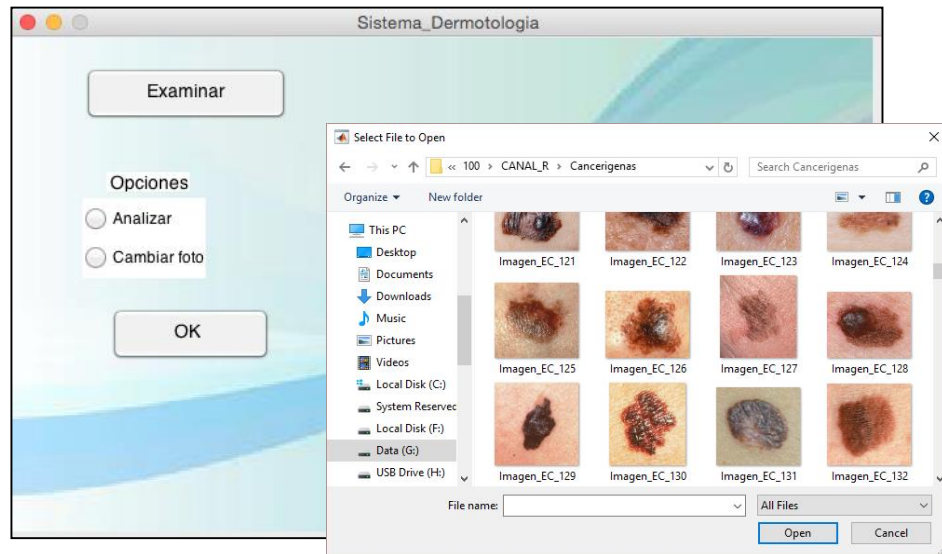 Sistema_Dermotologia
Examinar
Opciones
Analizar
Cambiar foto
OK
Select File to Open
« 100 > CANAL_R > Cancerigenas
Search Cancerigenas
Organize
New folder
This PC
Desktop
Documents
Downloads
Music
Pictures
Videos
Local Disk (C:)
System Reserved
Local Disk (F:)
Data (G:)
USB Drive (H:)
Imagen_EC_121
Imagen_EC_122
Imagen_EC_123
Imagen_EC_124
Imagen_EC_125
Imagen_EC_126
Imagen_EC_127
Imagen_EC_128
Imagen_EC_129
Imagen_EC_130
Imagen_EC_131
Imagen_EC_132
File name:
All Files
Open
Cancel